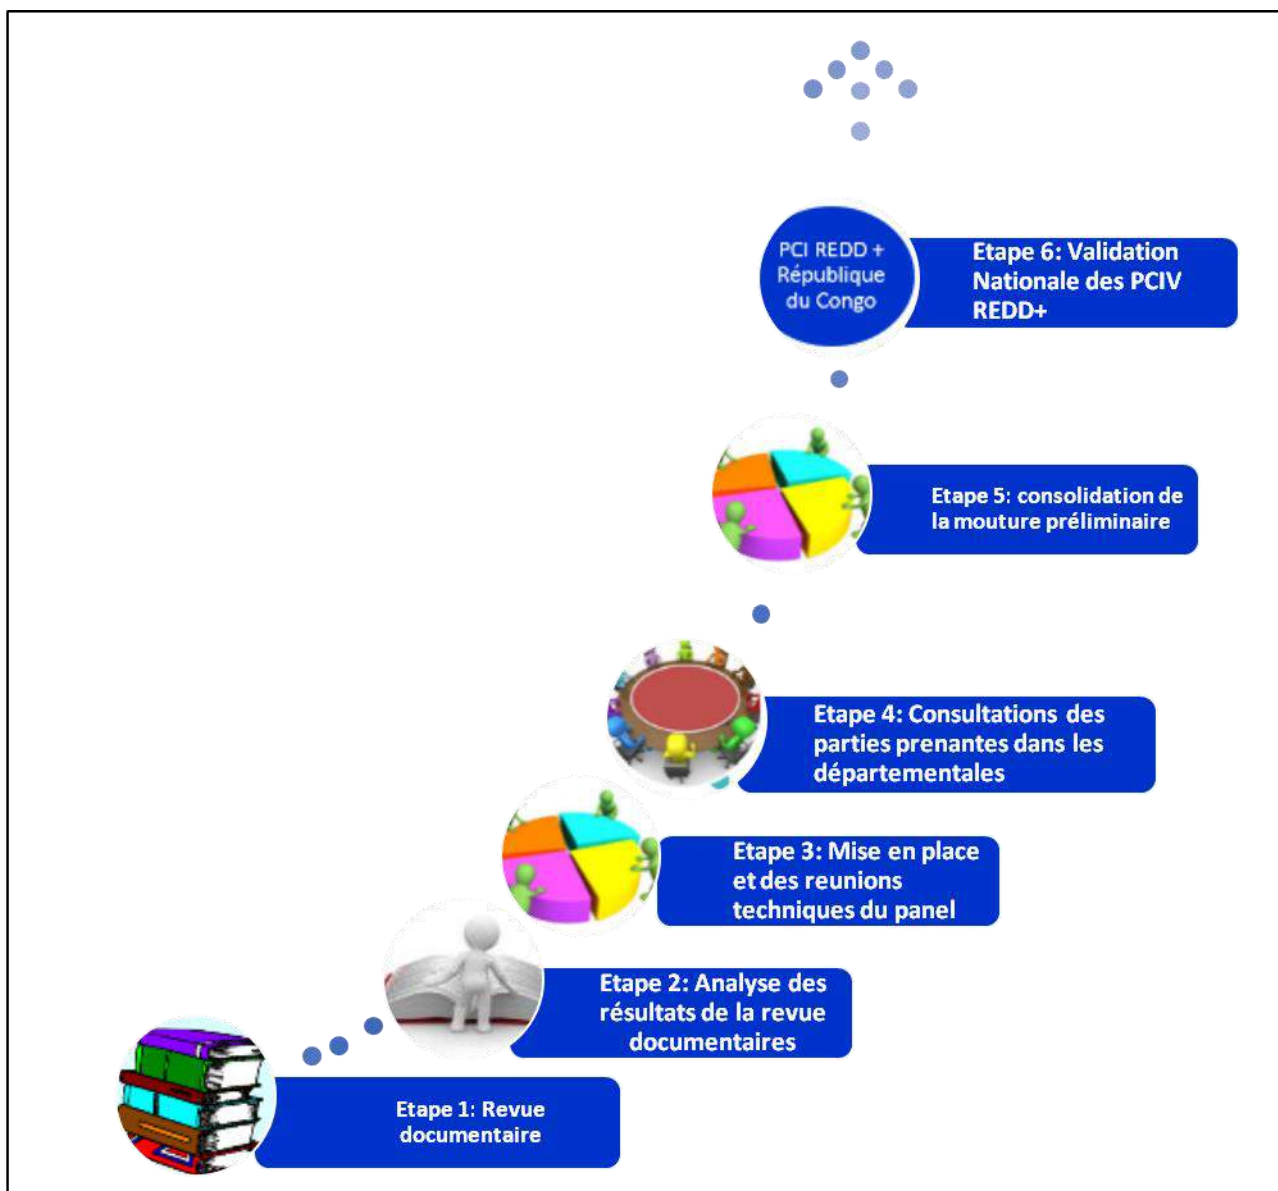 PCI REDD +
République
du Congo
Etape 6: Validation
Nationale des PCIV
REDD+
Etape 5: consolidation de
la mouture préliminaire
Etape 4: Consultations des
parties prenantes dans les
départementales
Etape 3: Mise en place
et des reunions
techniques du panel
Etape 2: Analyse des
résultats de la revue
documentaires
Etape 1: Revue
documentaire